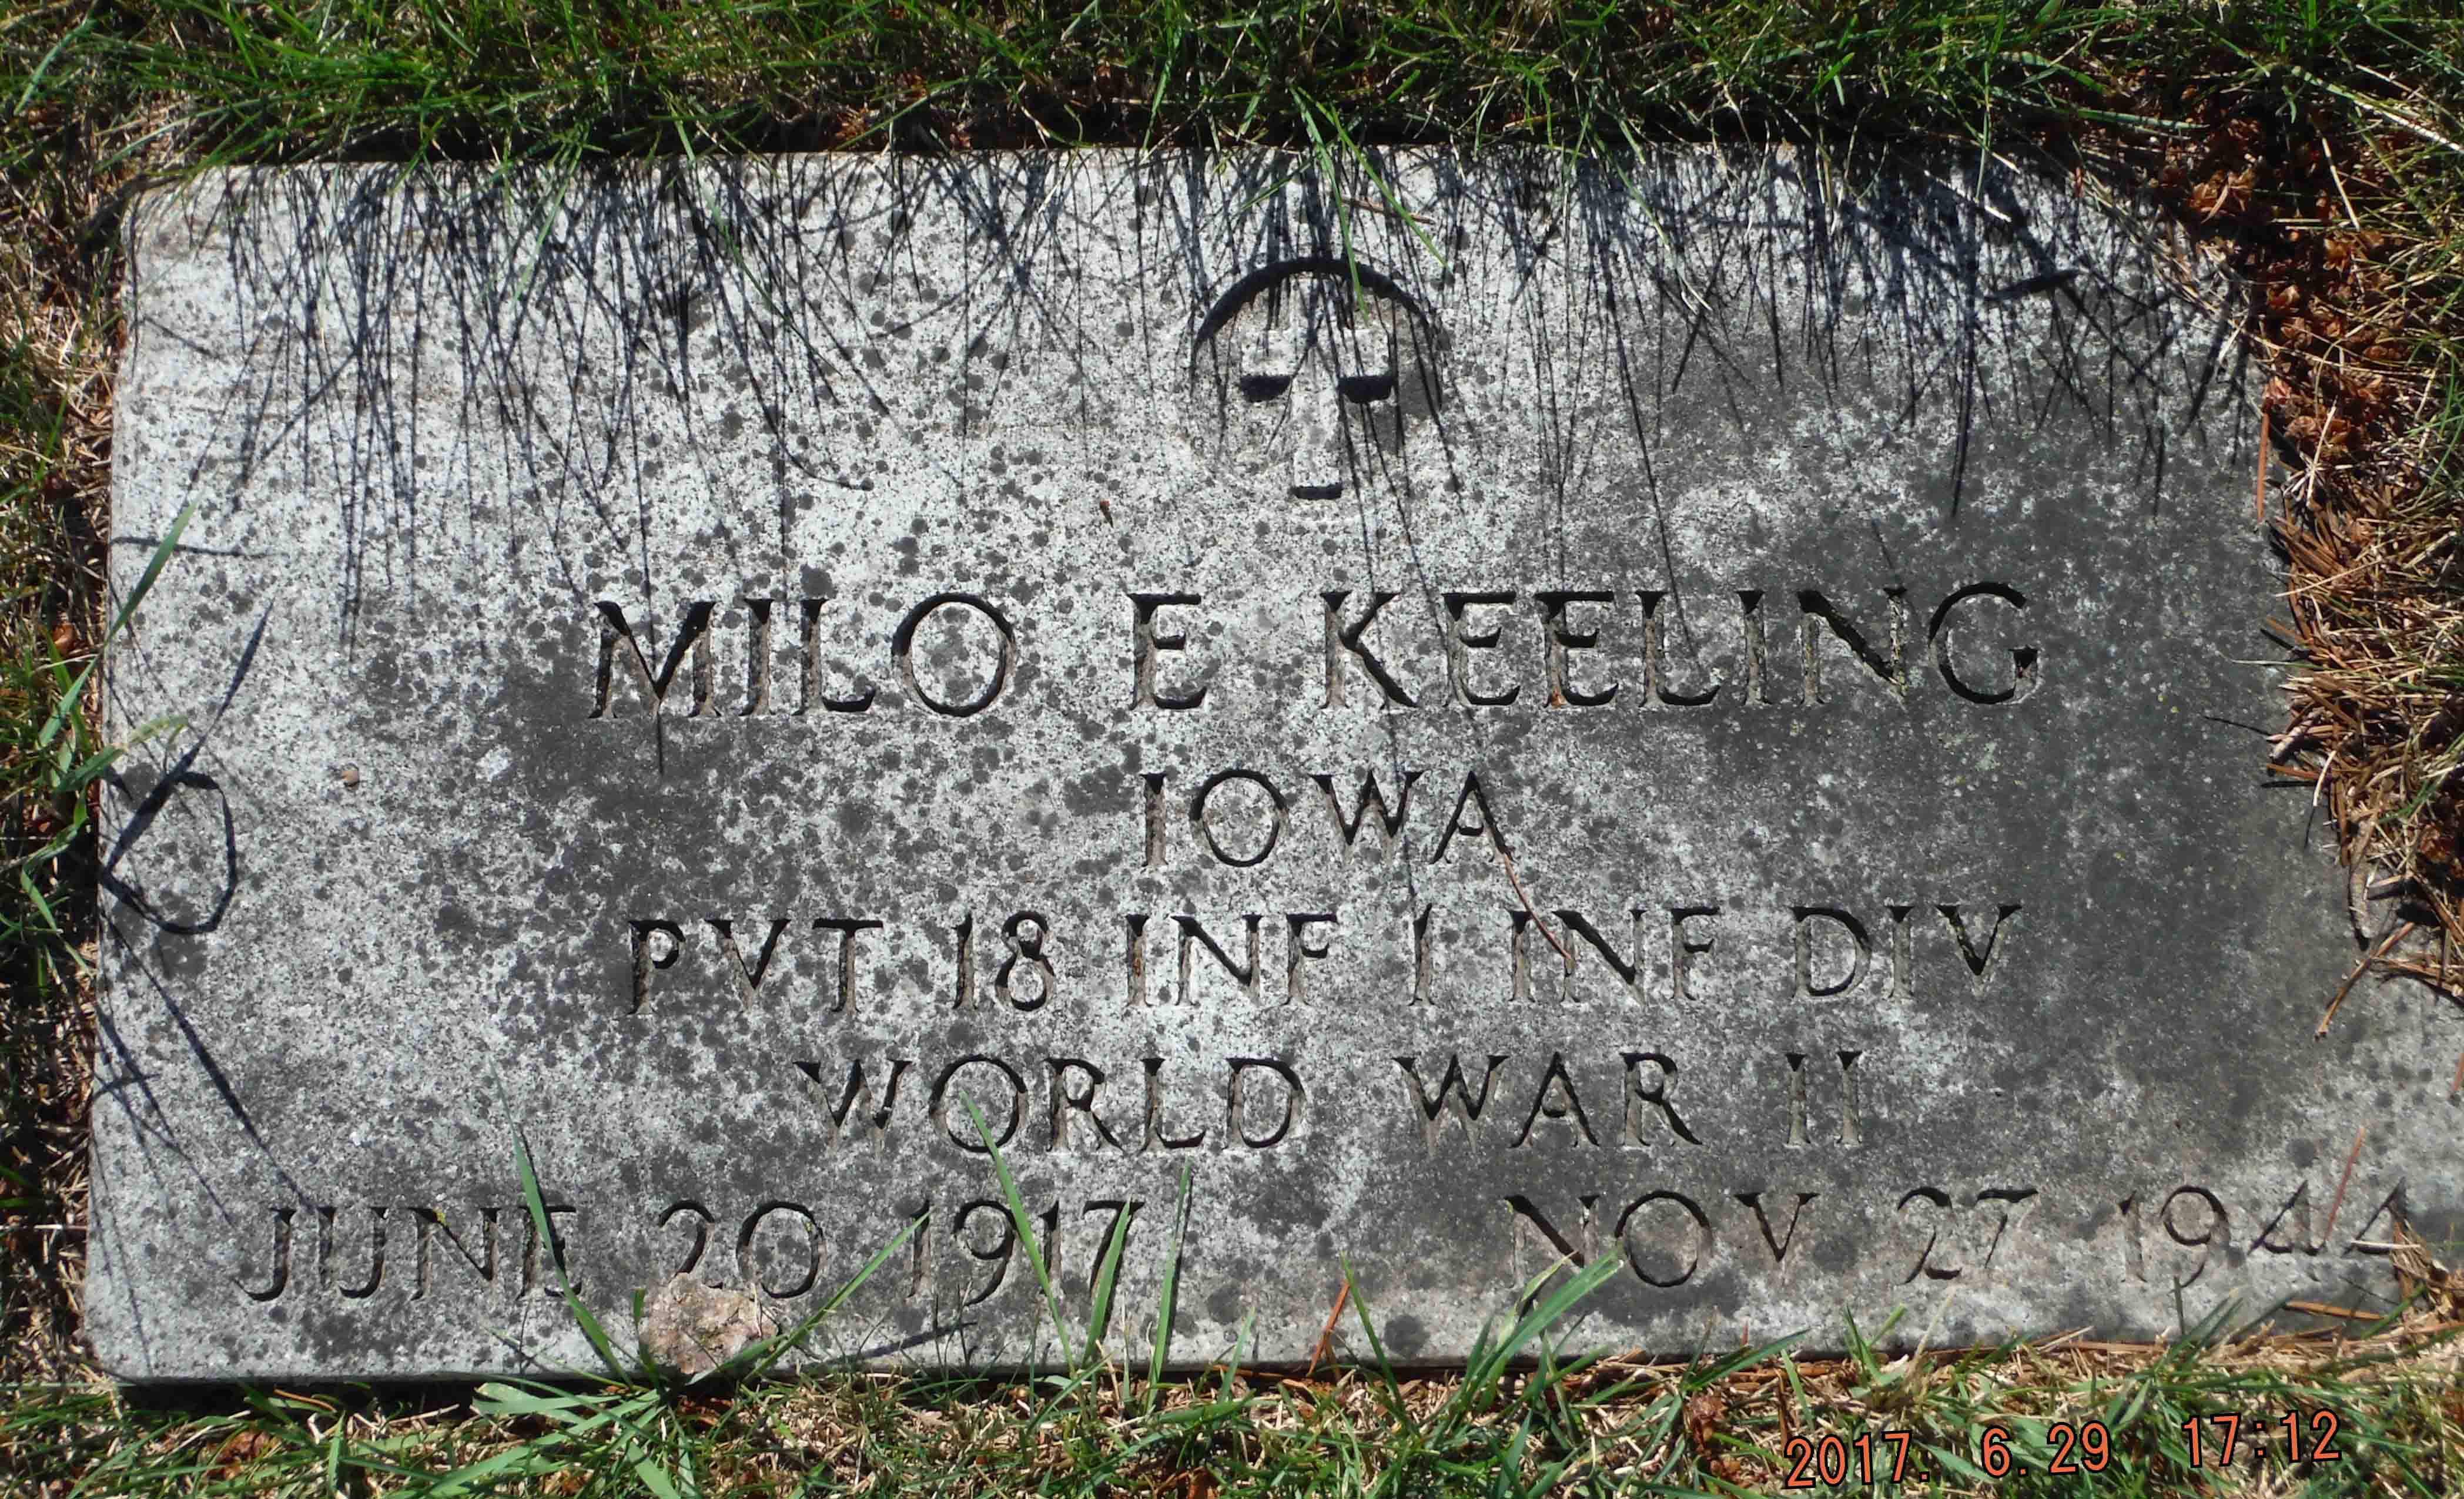 MILO E KEELING
IOWA
PVT 18 INF 1 INF DIV
WORLD WAR II
JUNE 20 1917 NOV 27 1944
2017. 6. 29 17:12